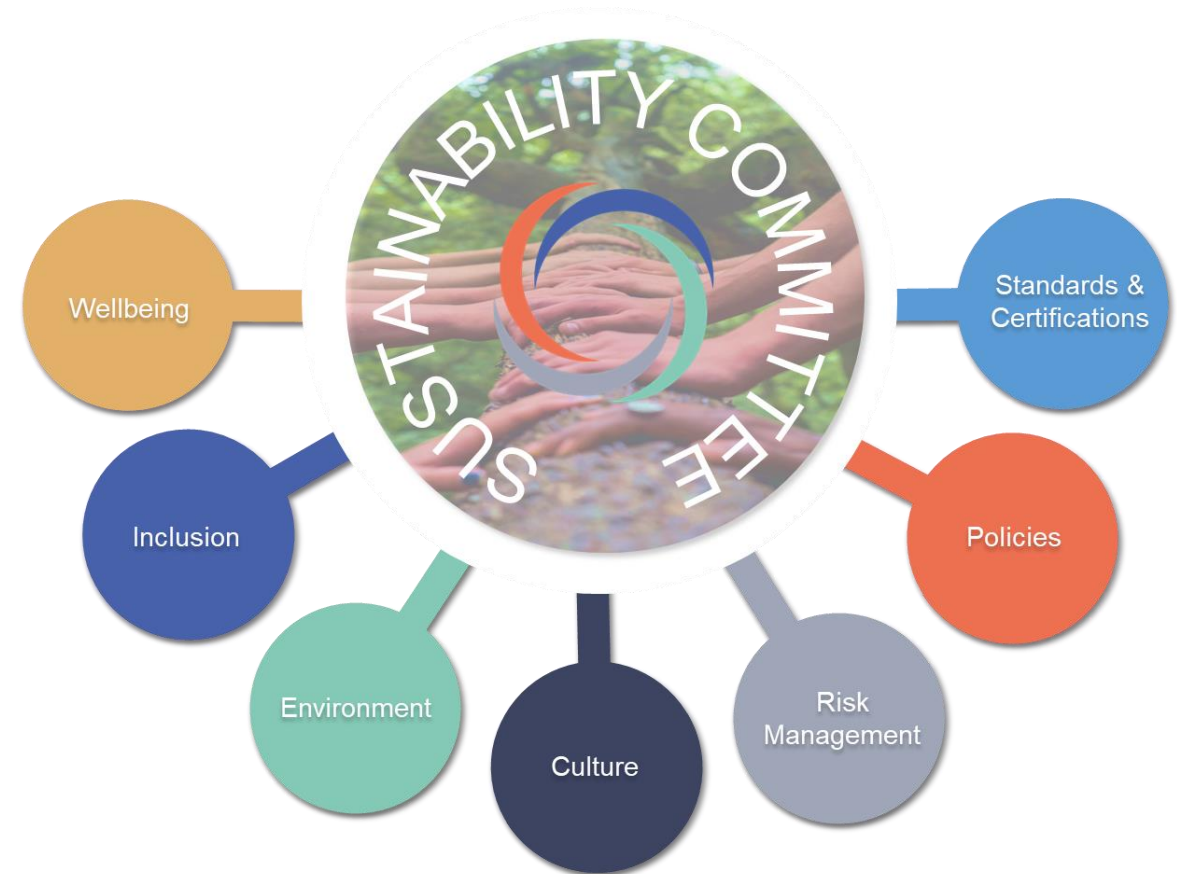 SUSTAINABILITY COMMITTEE
Wellbeing
Inclusion
Environment
Culture
Risk
Management
Policies
Standards &
Certifications